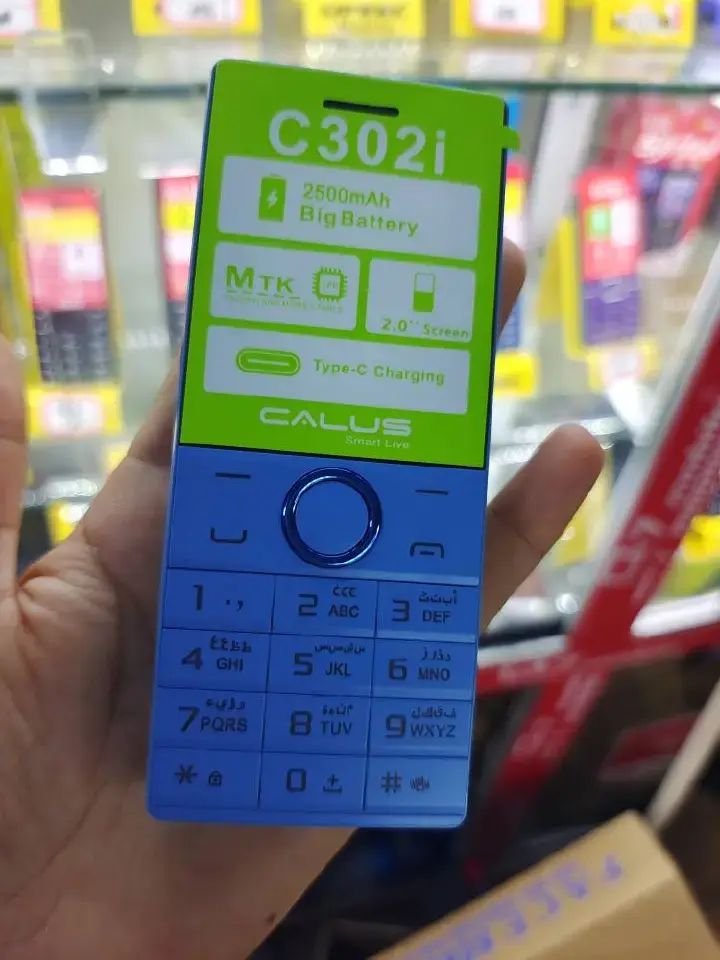 C302i
2500mAh
Big Battery
MTK
2.0'' Screen
Type-C Charging
CALUS
Smart Live
1 . ,
2 ABC
3 أ ب ت ث DEF
4 GHI
5 JKL
6 د ذ ر ز MNO
7 PQRS
8 TUV
9 ف ق ك ل WXYZ
*
0
#